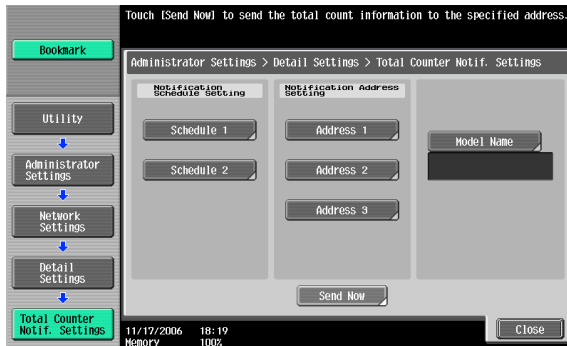 Touch [Send Now] to send the total count information to the specified address.
Bookmark
Administrator Settings > Detail Settings > Total Counter Notif. Settings
Notification
Schedule Setting
Notification Address
Setting
Utility
Schedule 1
Address 1
Model Name
Administrator
Settings
Schedule 2
Address 2
Network
Settings
Address 3
Detail
Settings
Send Now
Total Counter
Notif. Settings
11/17/2006 18:19
Memory 100%
Close